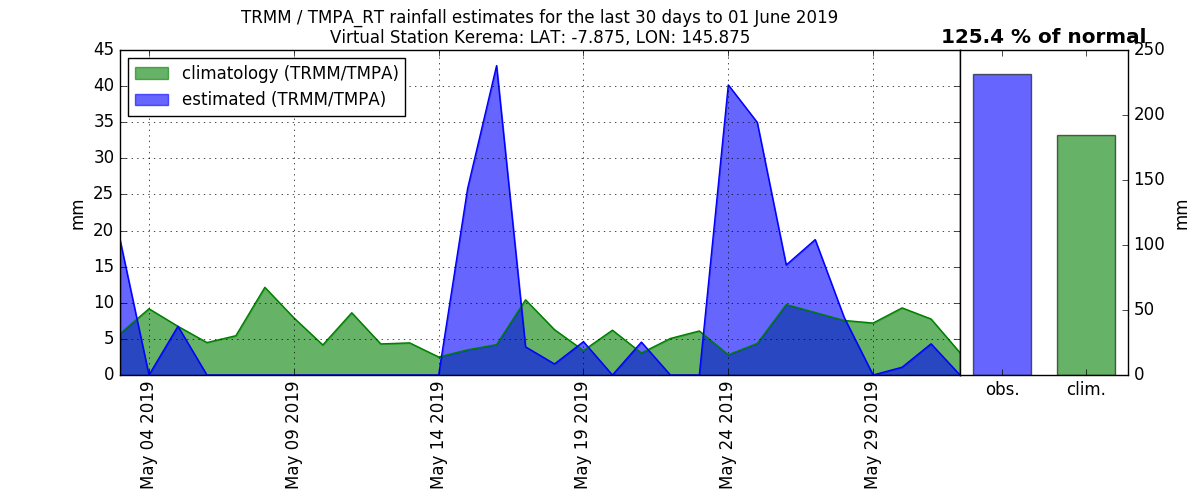 TRMM / TMPA_RT rainfall estimates for the last 30 days to 01 June 2019
Virtual Station Kerema: LAT: -7.875, LON: 145.875
125.4 % of normal
climatology (TRMM/TMPA)
estimated (TRMM/TMPA)
mm
45
40
35
30
25
20
15
10
5
0
May 04 2019
May 09 2019
May 14 2019
May 19 2019
May 24 2019
May 29 2019
obs.
clim.
250
200
150
100
50
0
mm